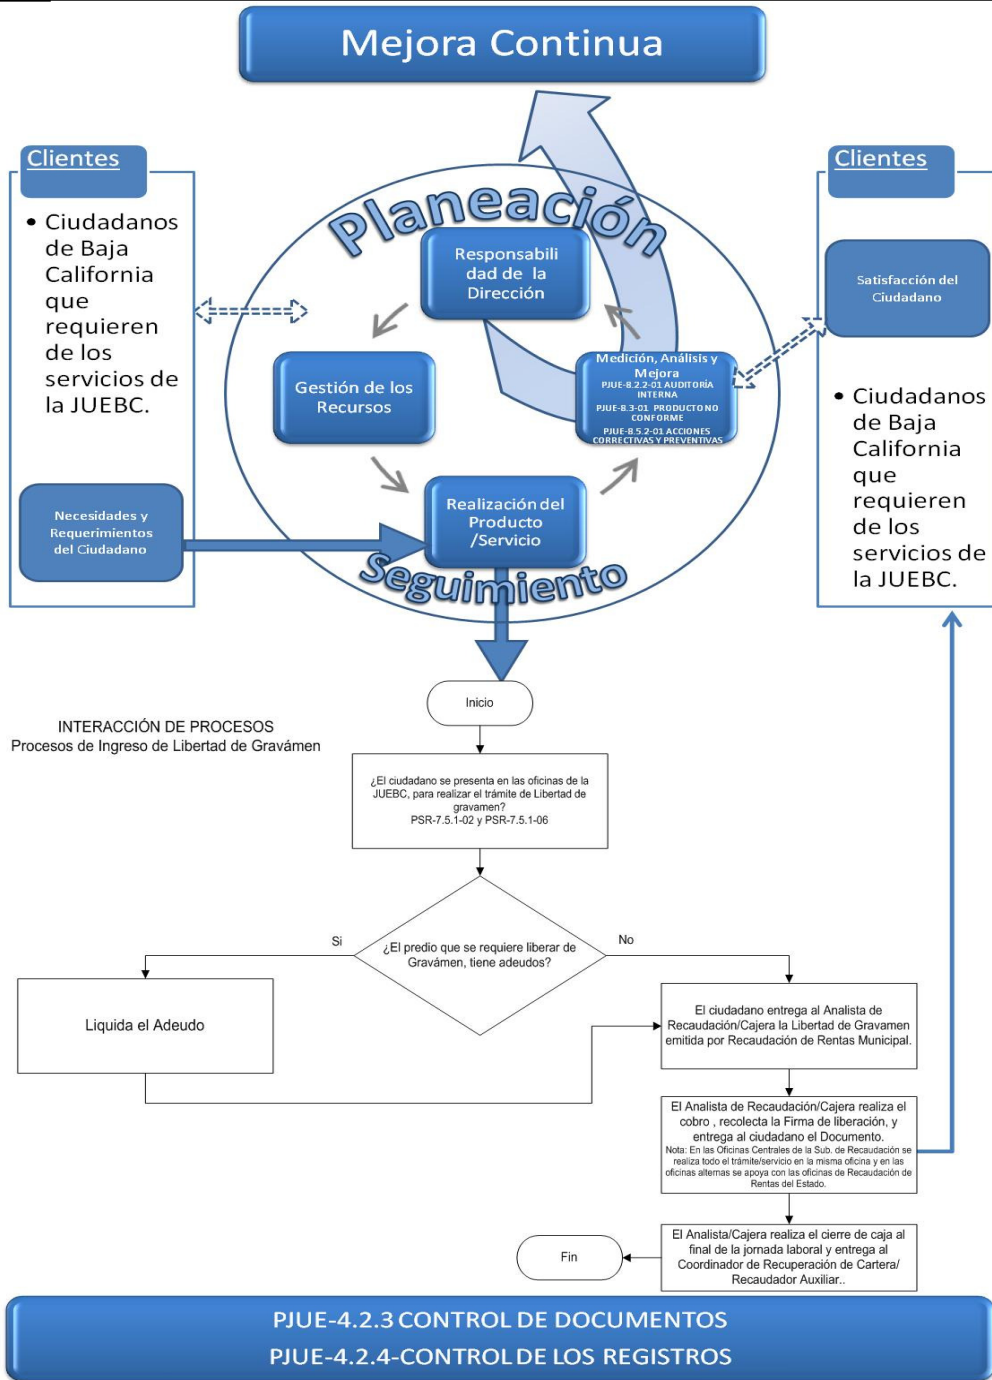 Mejora Continua
Clientes
• Ciudadanos
de Baja
California
que
requieren
de los
servicios de
la JUEBC.
Necesidades y
Requerimientos
del Ciudadano
Planeación
Responsabili
dad de la
Dirección
Gestión de los
Recursos
Medición, Análisis y
Mejora
PJUE-8.2.2-01 AUDITORÍA
INTERNA
PJUE-8.3-01 PRODUCTO NO
CONFORME
PJUE-8.5.2-01 ACCIONES
CORRECTIVAS Y PREVENTIVAS
Realización del
Producto
/Servicio
Seguimiento
Clientes
Satisfacción del
Ciudadano
• Ciudadanos
de Baja
California
que
requieren
de los
servicios de
la JUEBC.
INTERACCIÓN DE PROCESOS
Procesos de Ingreso de Libertad de Gravámen
Inicio
¿El ciudadano se presenta en las oficinas de la
JUEBC, para realizar el trámite de Libertad de
gravamen?
PSR-7.5.1-02 y PSR-7.5.1-06
¿El predio que se requiere liberar de
Gravámen, tiene adeudos?
Si
No
Liquida el Adeudo
El ciudadano entrega al Analista de
Recaudación/Cajera la Libertad de Gravamen
emitida por Recaudación de Rentas Municipal.
El Analista de Recaudación/Cajera realiza el
cobro , recolecta la Firma de liberación, y
entrega al ciudadano el Documento.
Nota: En las Oficinas Centrales de la Sub. de Recaudación se
realiza todo el trámite/servicio en la misma oficina y en las
oficinas alternas se apoya con las oficinas de Recaudación de
Rentas del Estado.
El Analista/Cajera realiza el cierre de caja al
final de la jornada laboral y entrega al
Coordinador de Recuperación de Cartera/
Recaudador Auxiliar..
Fin
PJUE-4.2.3 CONTROL DE DOCUMENTOS
PJUE-4.2.4-CONTROL DE LOS REGISTROS